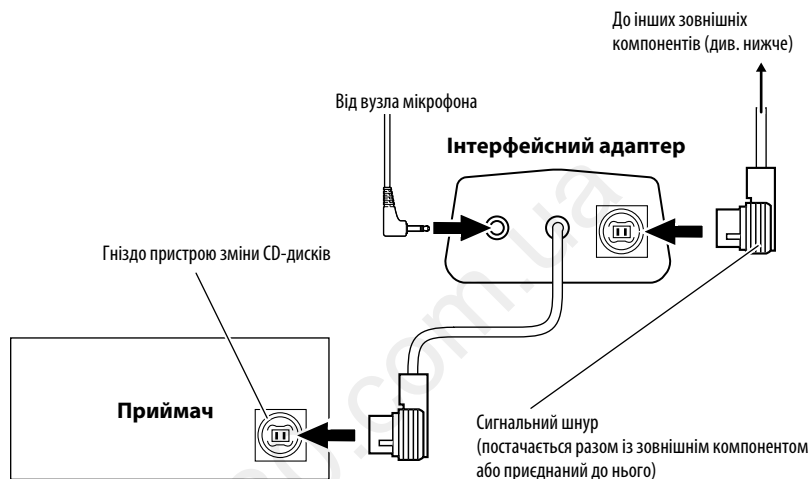 До інших зовнішніх
компонентів (див. нижче)
Від вузла мікрофона
Інтерфейсний адаптер
Гніздо пристрою зміни CD-дисків
Приймач
Сигнальний шнур
(постачається разом із зовнішнім компонентом
або приєднаний до нього)